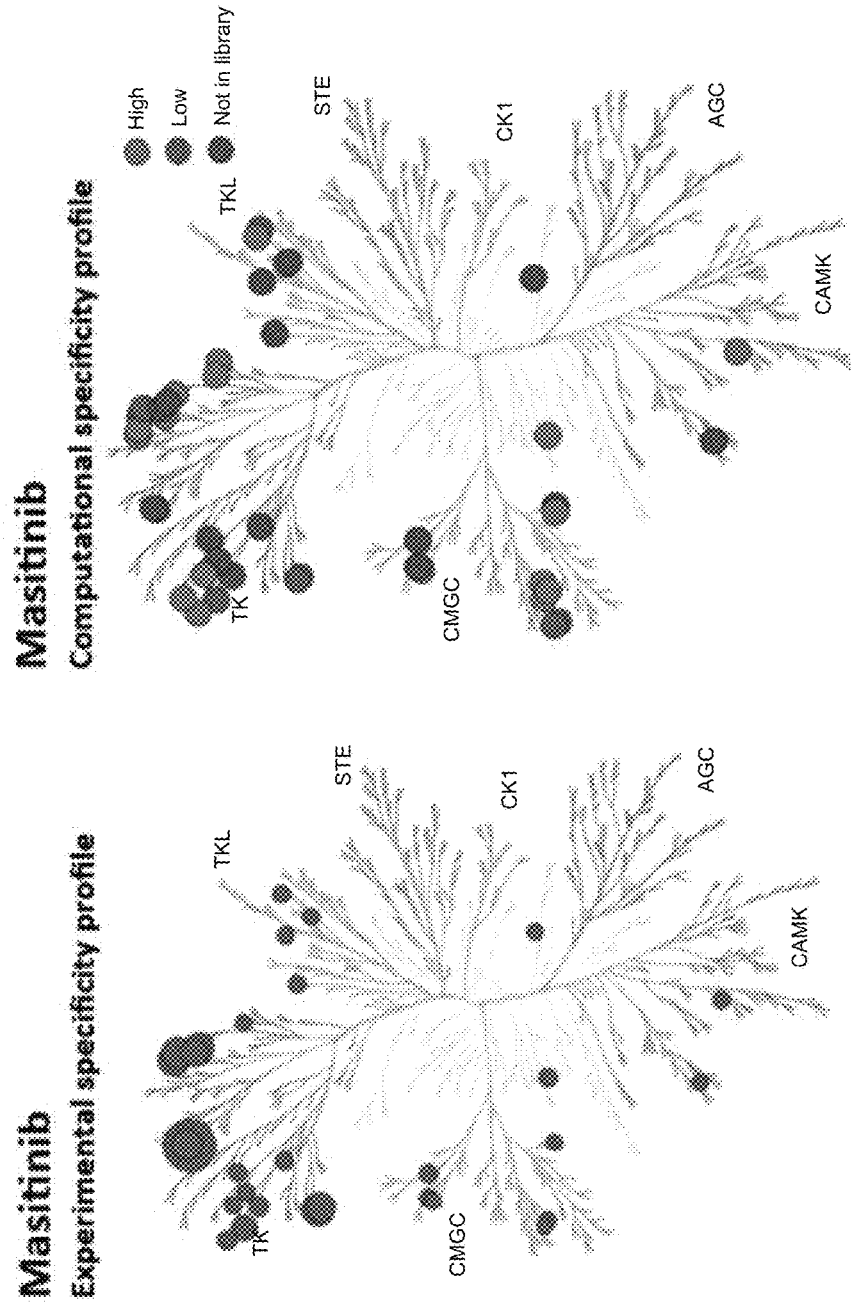 Masitinib
Experimental specificity profile
TKL
STE
TK
CK1
CMGC
AGC
CAMK
Masitinib
Computational specificity profile
High
Low
Not in library
TKL
STE
TK
CK1
CMGC
AGC
CAMK